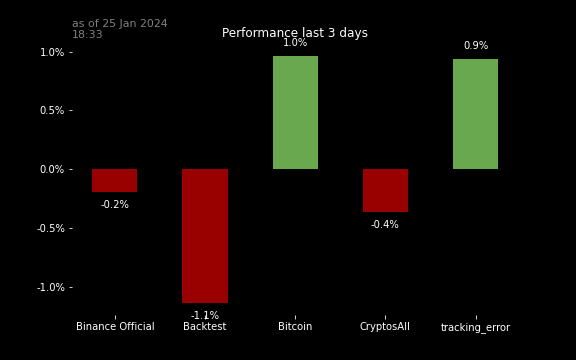 as of 25 Jan 2024
18:33
Performance last 3 days
1.0%
0.5%
0.0%
-0.5%
-1.0%
-0.2%
-1.1%
1.0%
-0.4%
0.9%
Binance Official
Backtest
Bitcoin
CryptosAll
tracking_error